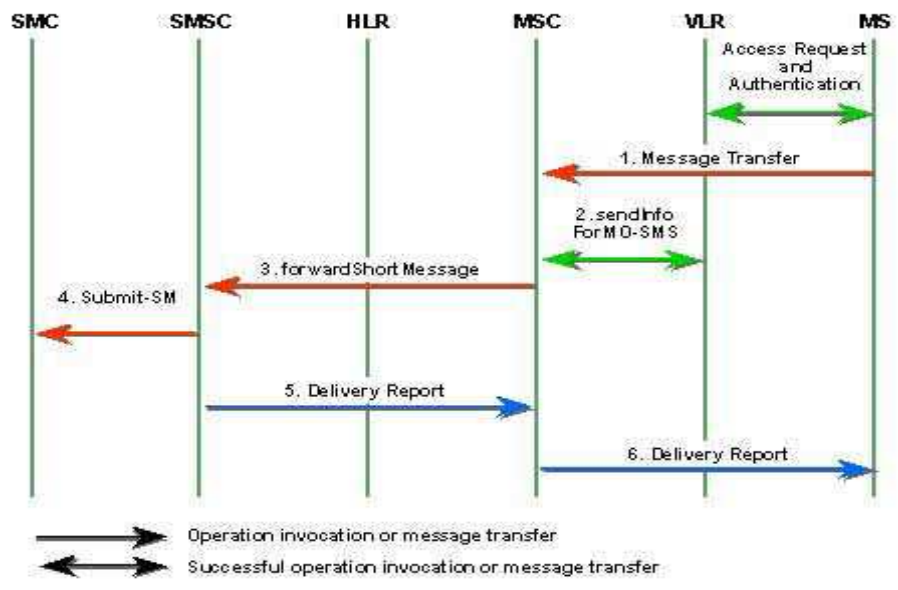 SMC SMSC HLR MSC VLR MS
Access Request
and
Authentication
1. Message Transfer
2.sendInfo
ForMO-SMS
3.forwardShortMessage
4. Submit-SM
5. Delivery Report
6. Delivery Report
Operation invocation or message transfer
Successful operation invocation or message transfer